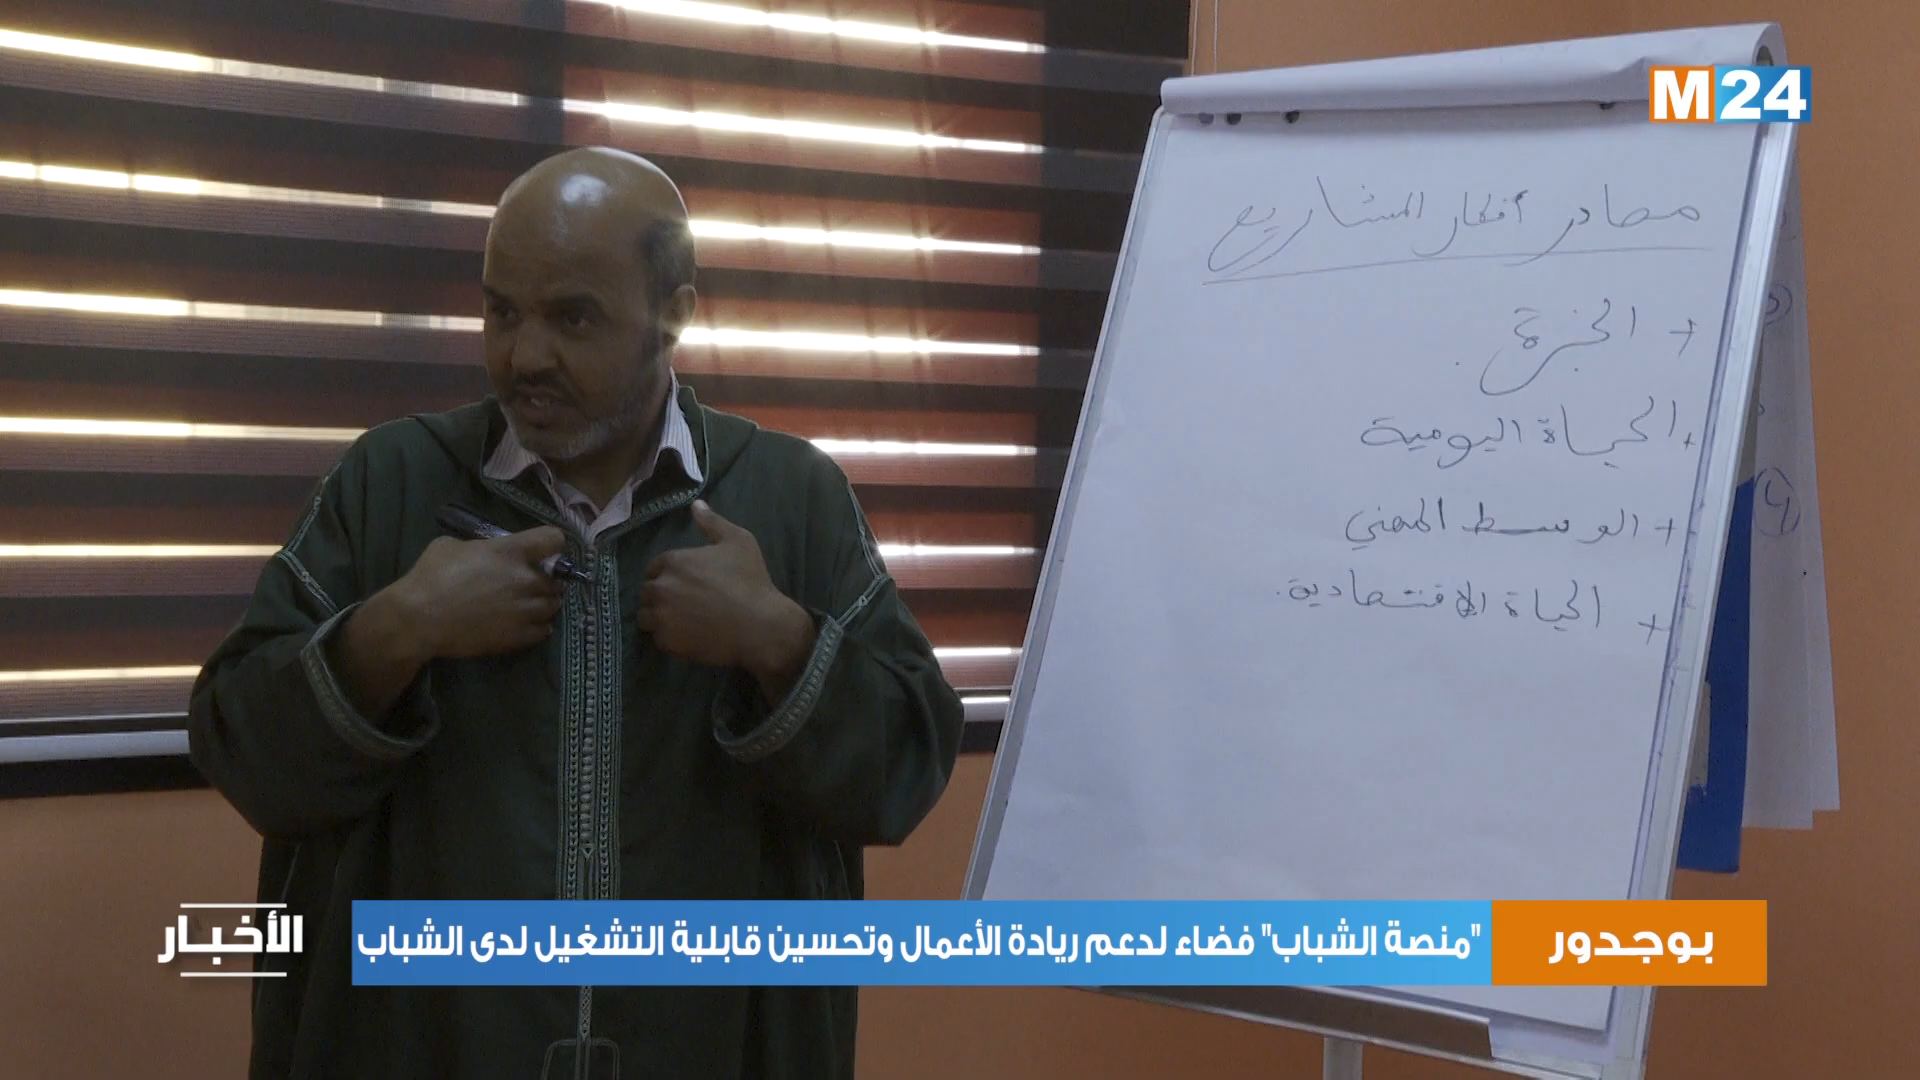 M24
مصادر أفكار المشاريع
+ الخبرة
+ الحياة اليومية
+ الوسط المهني
+ الحياة الاقتصادية.
4
بوجدور
"منصة الشباب" فضاء لدعم ريادة الأعمال وتحسين قابلية التشغيل لدى الشباب
الأخبار